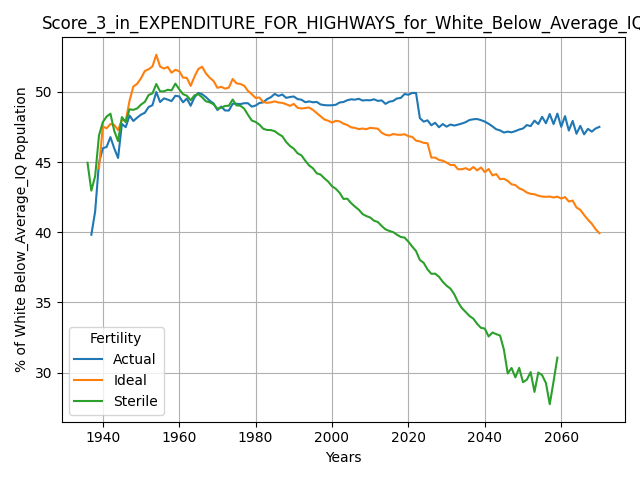 Score_3_in_EXPENDITURE_FOR_HIGHWAYS_for_White_Below_Average_IQ
% of White Below_Average_IQ Population
50
45
40
35
30
Fertility
Actual
Ideal
Sterile
1940 1960 1980 2000 2020 2040 2060
Years